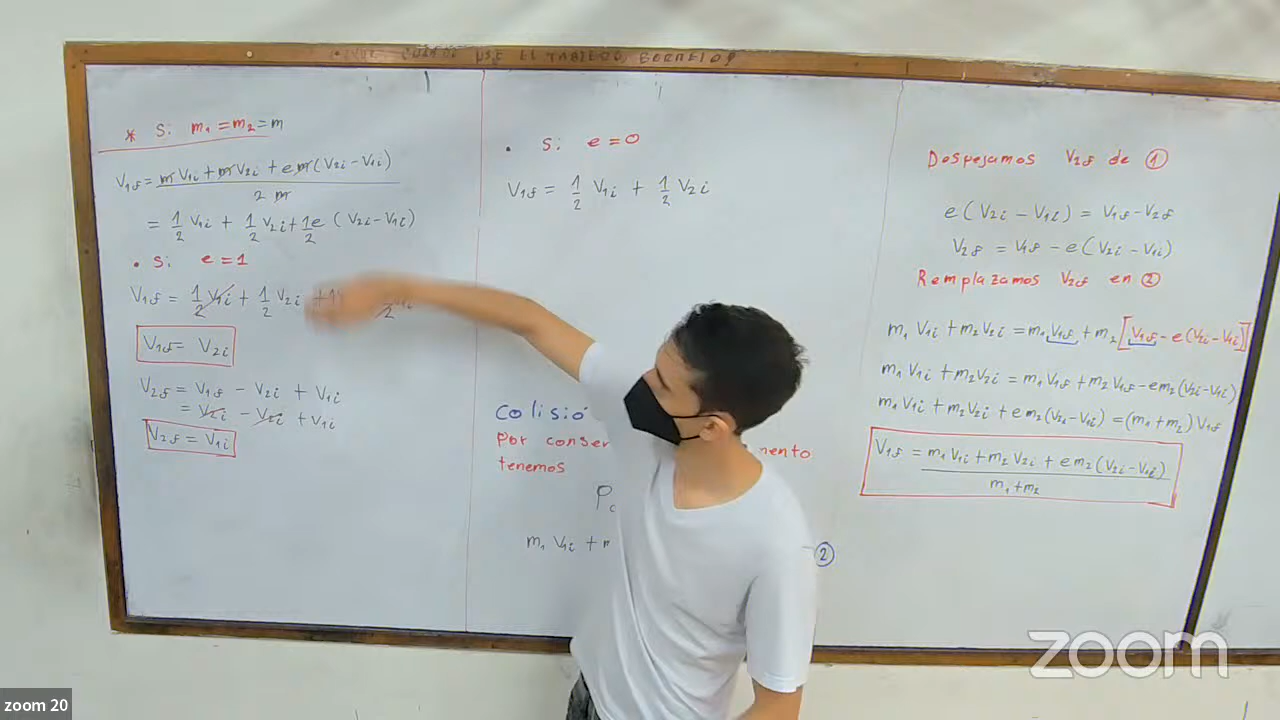 * Si m₁ = m₂ = m
V₁f = m V₁i + m V₂i + e m (V₂i − V₁i) / 2 m
= 1/2 V₁i + 1/2 V₂i + 1/2 e (V₂i − V₁i)
• Si e = 1
V₁f = 1/2 V₁i + 1/2 V₂i +
V₁f = V₂i
V₂f = V₁f − V₂i + V₁i
= V₂i − V₂i + V₁i
V₂f = V₁i
• Si e = 0
V₁f = 1/2 V₁i + 1/2 V₂i
Colisió
Por conser mento
tenemos
m₁ V₁i +
②
Despejamos V₂f de ①
e (V₂i − V₁i) = V₁f − V₂f
V₂f = V₁f − e (V₂i − V₁i)
Remplazamos V₂f en ②
m₁ V₁i + m₂ V₂i = m₁ V₁f + m₂ [V₁f − e (V₂i − V₁i)]
m₁ V₁i + m₂ V₂i = m₁ V₁f + m₂ V₁f − e m₂ (V₂i − V₁i)
m₁ V₁i + m₂ V₂i + e m₂ (V₂i − V₁i) = (m₁ + m₂) V₁f
V₁f = m₁ V₁i + m₂ V₂i + e m₂ (V₂i − V₁i) / m₁ + m₂
zoom
zoom 20